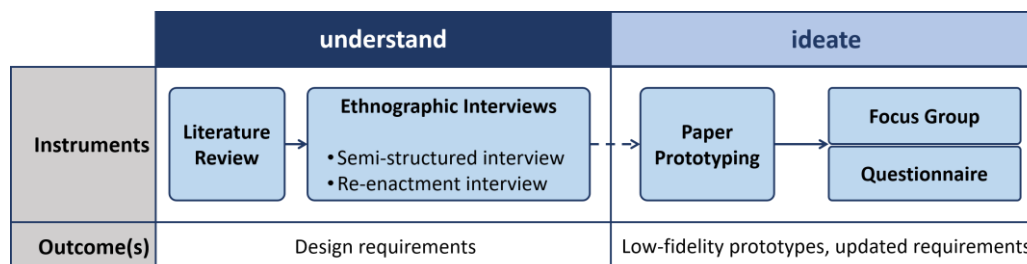 understand
ideate
Instruments
Literature
Review
Ethnographic Interviews
• Semi-structured interview
• Re-enactment interview
Paper
Prototyping
Focus Group
Questionnaire
Outcome(s)
Design requirements
Low-fidelity prototypes, updated requirements